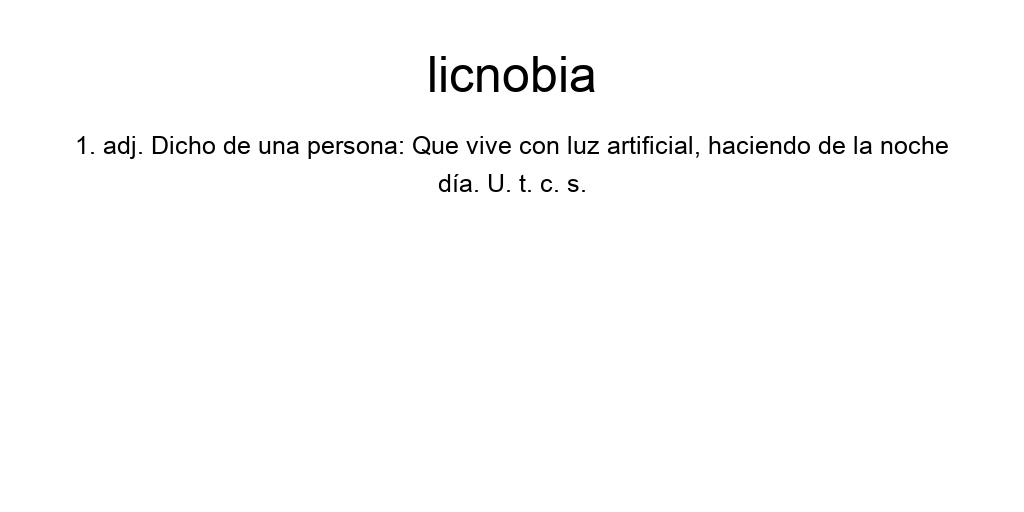 licnobia
1. adj. Dicho de una persona: Que vive con luz artificial, haciendo de la noche
día. U. t. c. s.